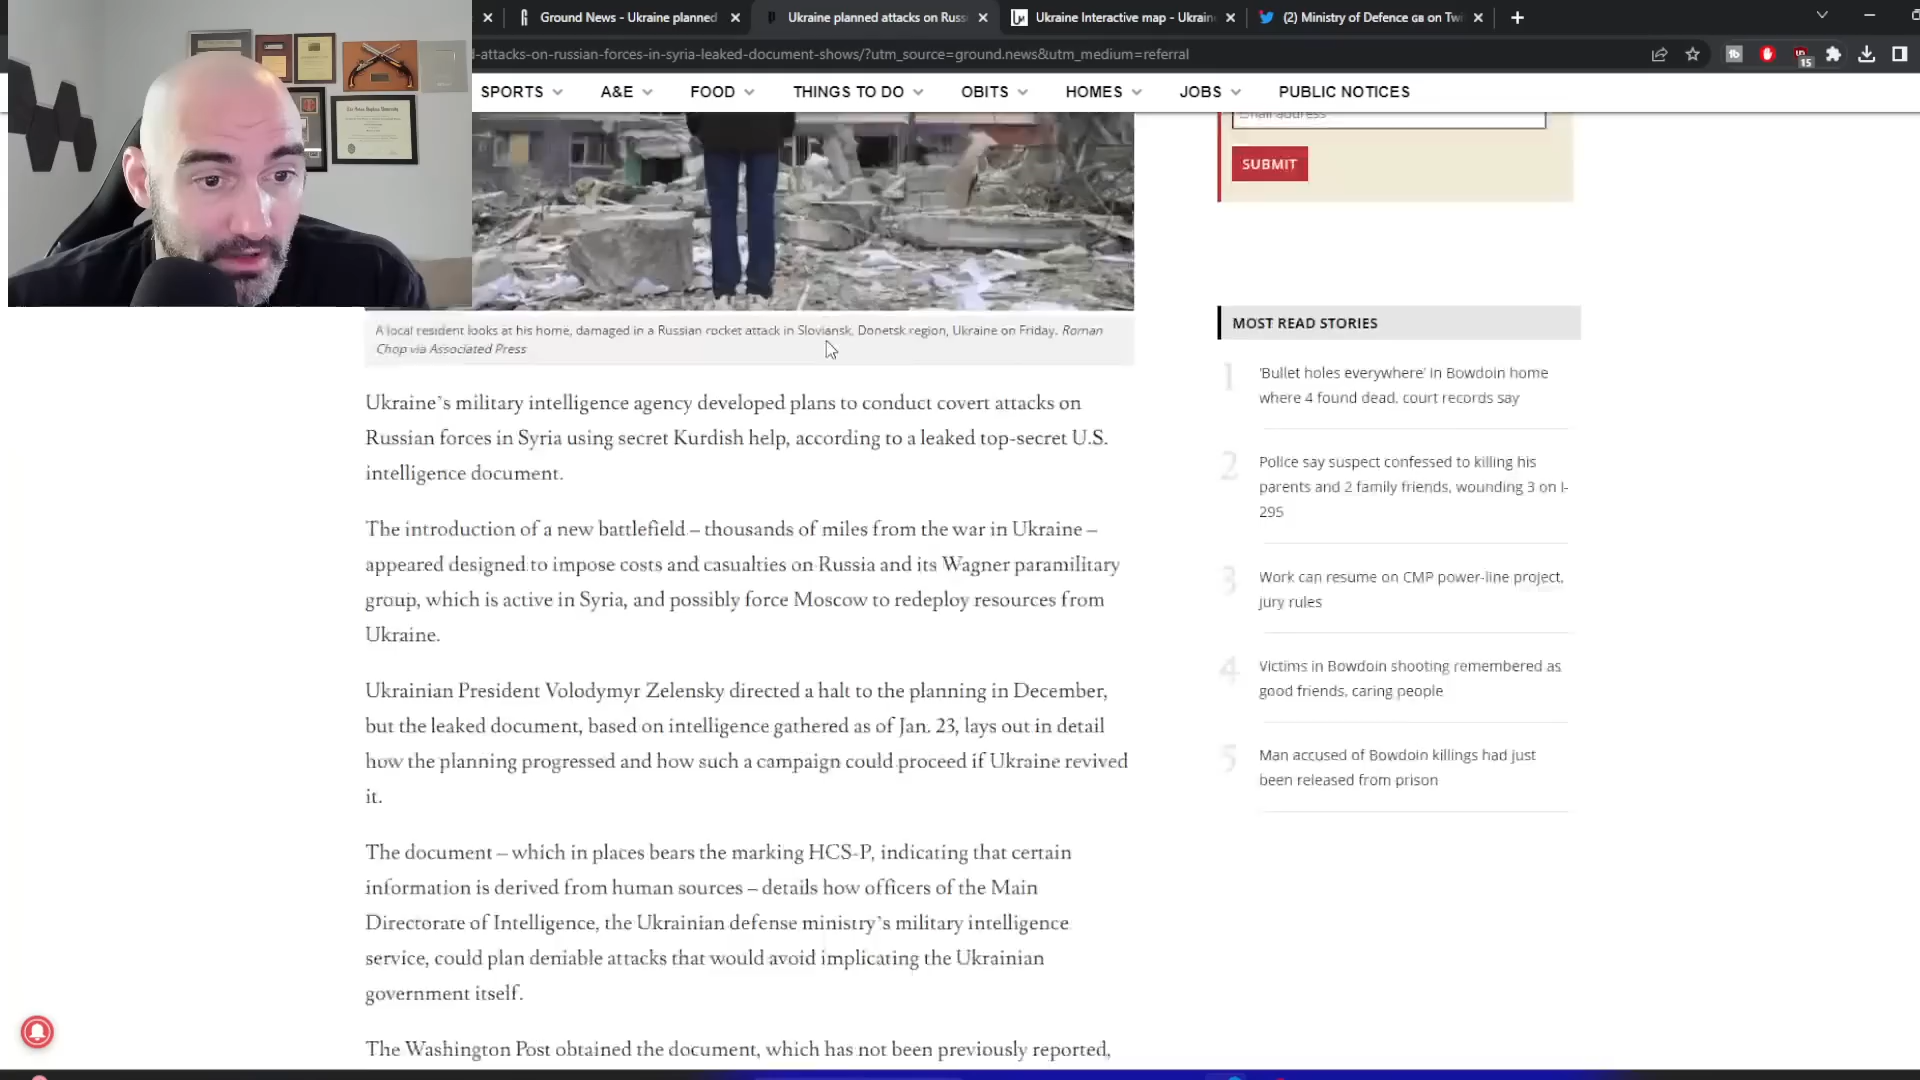 Ground News - Ukraine planned
Ukraine planned attacks on Russi
Ukraine Interactive map - Ukrain
(2) Ministry of Defence GB on Twi
d-attacks-on-russian-forces-in-syria-leaked-document-shows/?utm_source=ground.news&utm_medium=referral
15
SPORTS
A&E
FOOD
THINGS TO DO
OBITS
HOMES
JOBS
PUBLIC NOTICES
Email address
SUBMIT
A local resident looks at his home, damaged in a Russian rocket attack in Sloviansk, Donetsk region, Ukraine on Friday. Roman
Chop via Associated Press
Ukraine's military intelligence agency developed plans to conduct covert attacks on
Russian forces in Syria using secret Kurdish help, according to a leaked top-secret U.S.
intelligence document.
The introduction of a new battlefield – thousands of miles from the war in Ukraine –
appeared designed to impose costs and casualties on Russia and its Wagner paramilitary
group, which is active in Syria, and possibly force Moscow to redeploy resources from
Ukraine.
Ukrainian President Volodymyr Zelensky directed a halt to the planning in December,
but the leaked document, based on intelligence gathered as of Jan. 23, lays out in detail
how the planning progressed and how such a campaign could proceed if Ukraine revived
it.
The document – which in places bears the marking HCS-P, indicating that certain
information is derived from human sources – details how officers of the Main
Directorate of Intelligence, the Ukrainian defense ministry's military intelligence
service, could plan deniable attacks that would avoid implicating the Ukrainian
government itself.
The Washington Post obtained the document, which has not been previously reported,
MOST READ STORIES
1
'Bullet holes everywhere' in Bowdoin home
where 4 found dead, court records say
2
Police say suspect confessed to killing his
parents and 2 family friends, wounding 3 on I-
295
3
Work can resume on CMP power-line project,
jury rules
4
Victims in Bowdoin shooting remembered as
good friends, caring people
5
Man accused of Bowdoin killings had just
been released from prison